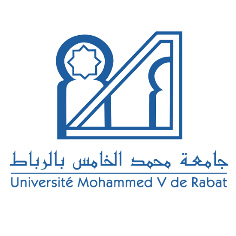 جامعة محمد الخامس بالرباط
Université Mohammed V de Rabat